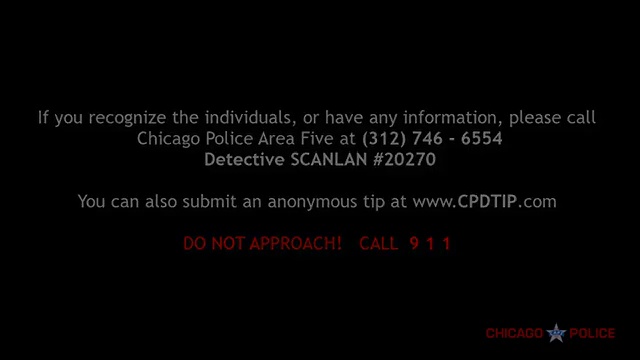 If you recognize the individuals, or have any information, please call
Chicago Police Area Five at (312) 746 - 6554
Detective SCANLAN #20270
You can also submit an anonymous tip at www.CPDTIP.com
DO NOT APPROACH! CALL 9 1 1
CHICAGO POLICE